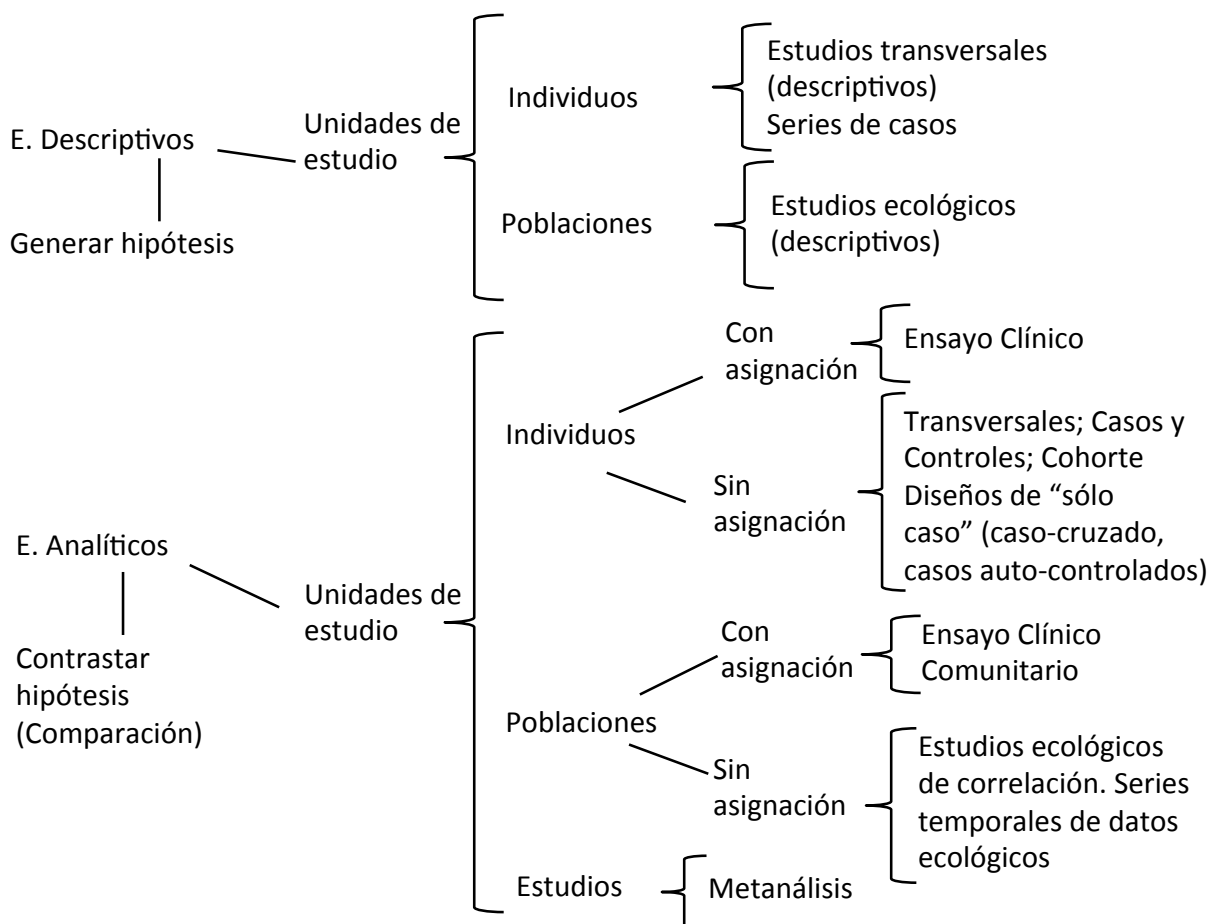 E. Descriptivos
Generar hipótesis
Unidades de
estudio
Individuos
Estudios transversales
(descriptivos)
Series de casos
Poblaciones
Estudios ecológicos
(descriptivos)
E. Analíticos
Contrastar
hipótesis
(Comparación)
Unidades de
estudio
Individuos
Con
asignación
Ensayo Clínico
Sin
asignación
Transversales; Casos y
Controles; Cohorte
Diseños de “sólo
caso” (caso-cruzado,
casos auto-controlados)
Poblaciones
Con
asignación
Ensayo Clínico
Comunitario
Sin
asignación
Estudios ecológicos
de correlación. Series
temporales de datos
ecológicos
Estudios
Metanálisis